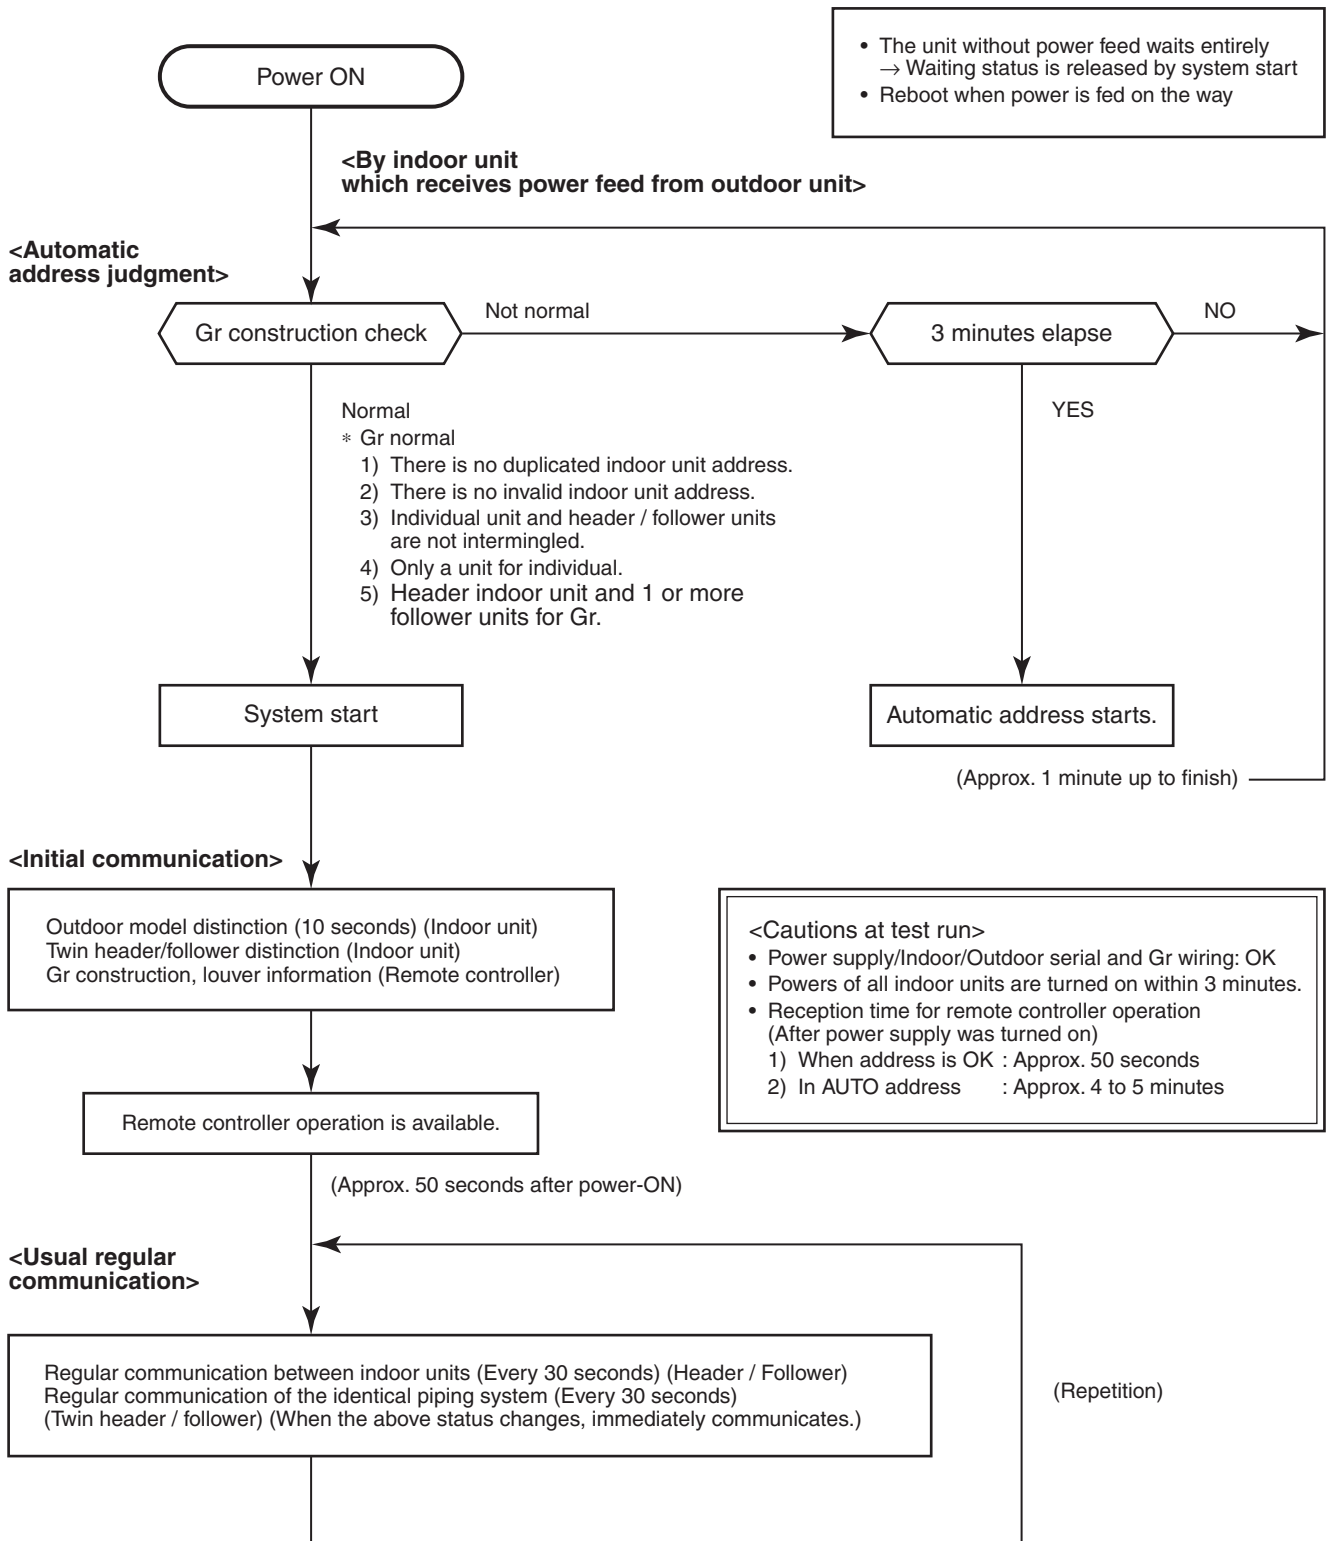 • The unit without power feed waits entirely
→ Waiting status is released by system start
• Reboot when power is fed on the way
Power ON
<By indoor unit
which receives power feed from outdoor unit>
<Automatic
address judgment>
Gr construction check
Not normal
3 minutes elapse
NO
Normal
* Gr normal
1) There is no duplicated indoor unit address.
2) There is no invalid indoor unit address.
3) Individual unit and header / follower units
are not intermingled.
4) Only a unit for individual.
5) Header indoor unit and 1 or more
follower units for Gr.
YES
System start
Automatic address starts.
(Approx. 1 minute up to finish)
<Initial communication>
Outdoor model distinction (10 seconds) (Indoor unit)
Twin header/follower distinction (Indoor unit)
Gr construction, louver information (Remote controller)
<Cautions at test run>
• Power supply/Indoor/Outdoor serial and Gr wiring: OK
• Powers of all indoor units are turned on within 3 minutes.
• Reception time for remote controller operation
(After power supply was turned on)
1) When address is OK : Approx. 50 seconds
2) In AUTO address : Approx. 4 to 5 minutes
Remote controller operation is available.
(Approx. 50 seconds after power-ON)
<Usual regular
communication>
Regular communication between indoor units (Every 30 seconds) (Header / Follower)
Regular communication of the identical piping system (Every 30 seconds)
(Twin header / follower) (When the above status changes, immediately communicates.)
(Repetition)